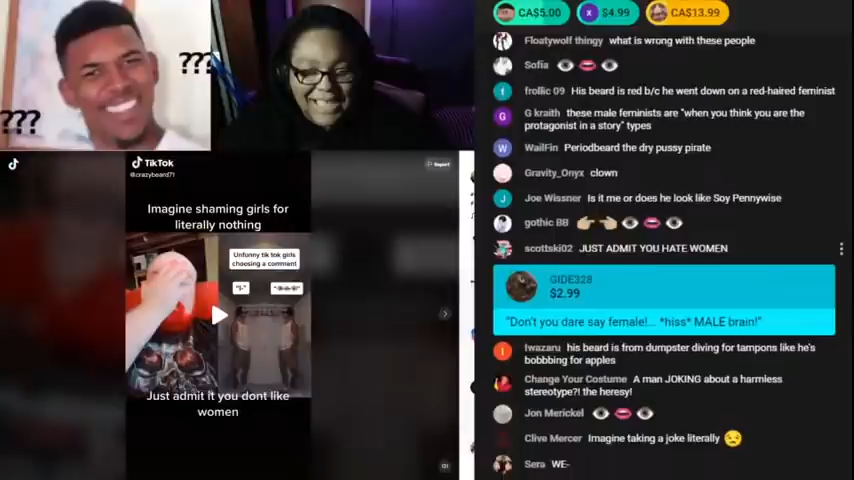 ???
???
TikTok
@crazybeard71
Report
Imagine shaming girls for
literally nothing
Unfunny tik tok girls
choosing a comment
Just admit it you dont like
women
CA$5.00
X $4.99
CA$13.99
Floatywolf thingy what is wrong with these people
Sofia 👁👄👁
f frollic 09 His beard is red b/c he went down on a red-haired feminist
G G kraith these male feminists are "when you think you are the
protagonist in a story" types
W WailFin Periodbeard the dry pussy pirate
Gravity_Onyx clown
J Joe Wissner Is it me or does he look like Soy Pennywise
gothic BB 👉👈👁👄👁
scottski02 JUST ADMIT YOU HATE WOMEN
GIDE328
$2.99
"Don't you dare say female!... *hiss* MALE brain!"
I Iwazaru his beard is from dumpster diving for tampons like he's
bobbbing for apples
Change Your Costume A man JOKING about a harmless
stereotype?! the heresy!
Jon Merickel 👁👄👁
Clive Mercer Imagine taking a joke literally 😒
Sera WE-